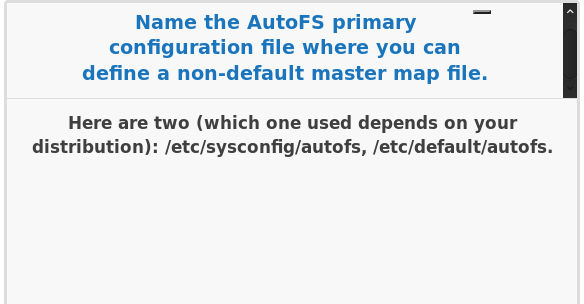 Name the AutoFS primary
configuration file where you can
define a non-default master map file.
Here are two (which one used depends on your
distribution): /etc/sysconfig/autofs, /etc/default/autofs.